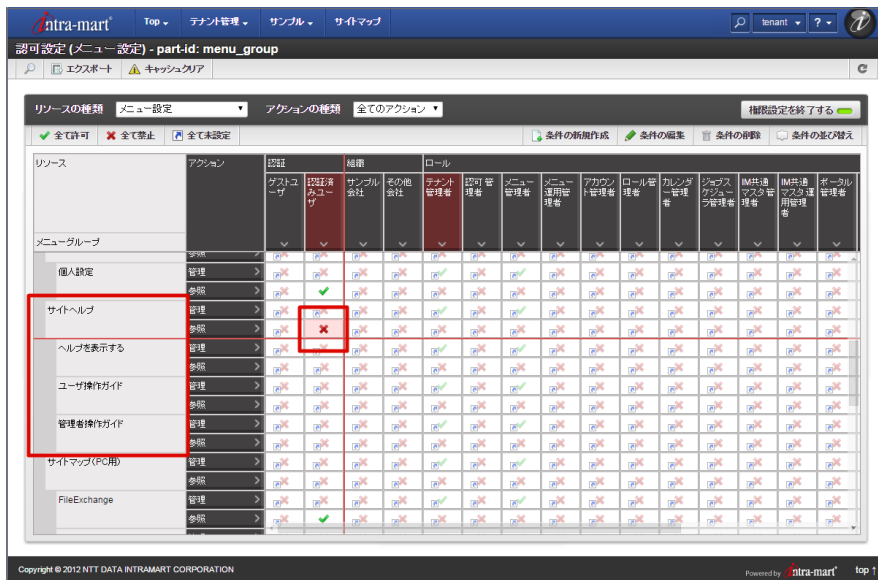 intra-mart Top テナント管理 サンプル サイトマップ tenant ?
認可設定 (メニュー設定) - part-id: menu_group
エクスポート キャッシュクリア
リソースの種類 メニュー設定 アクションの種類 全てのアクション 権限設定を終了する
全て許可 全て禁止 全て未設定 条件の新規作成 条件の編集 条件の削除 条件の並び替え
リソース アクション 認証 組織 ロール
ゲストユーザ 認証済みユーザ サンプル会社 その他会社 テナント管理者 認可管理者 メニュー管理者 メニュー運用管理者 アカウント管理者 ロール管理者 カレンダー管理者 ジョブスケジューラ管理者 IM共通マスタ管理者 IM共通マスタ運用管理者 ポータル管理者
メニューグループ
参照
個人設定 管理
参照
サイトヘルプ 管理
参照
ヘルプを表示する 管理
参照
ユーザ操作ガイド 管理
参照
管理者操作ガイド 管理
参照
サイトマップ(PC用) 管理
参照
FileExchange 管理
参照
Copyright © 2012 NTT DATA INTRAMART CORPORATION Powered by intra-mart top ↑